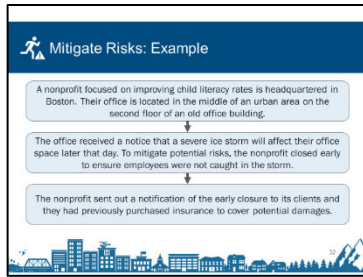 Mitigate Risks: Example
A nonprofit focused on improving child literacy rates is headquartered in
Boston. Their office is located in the middle of an urban area on the
second floor of an old office building.
The office received a notice that a severe ice storm will affect their office
space later that day. To mitigate potential risks, the nonprofit closed early
to ensure employees were not caught in the storm.
The nonprofit sent out a notification of the early closure to its clients and
they had previously purchased insurance to cover potential damages.
32